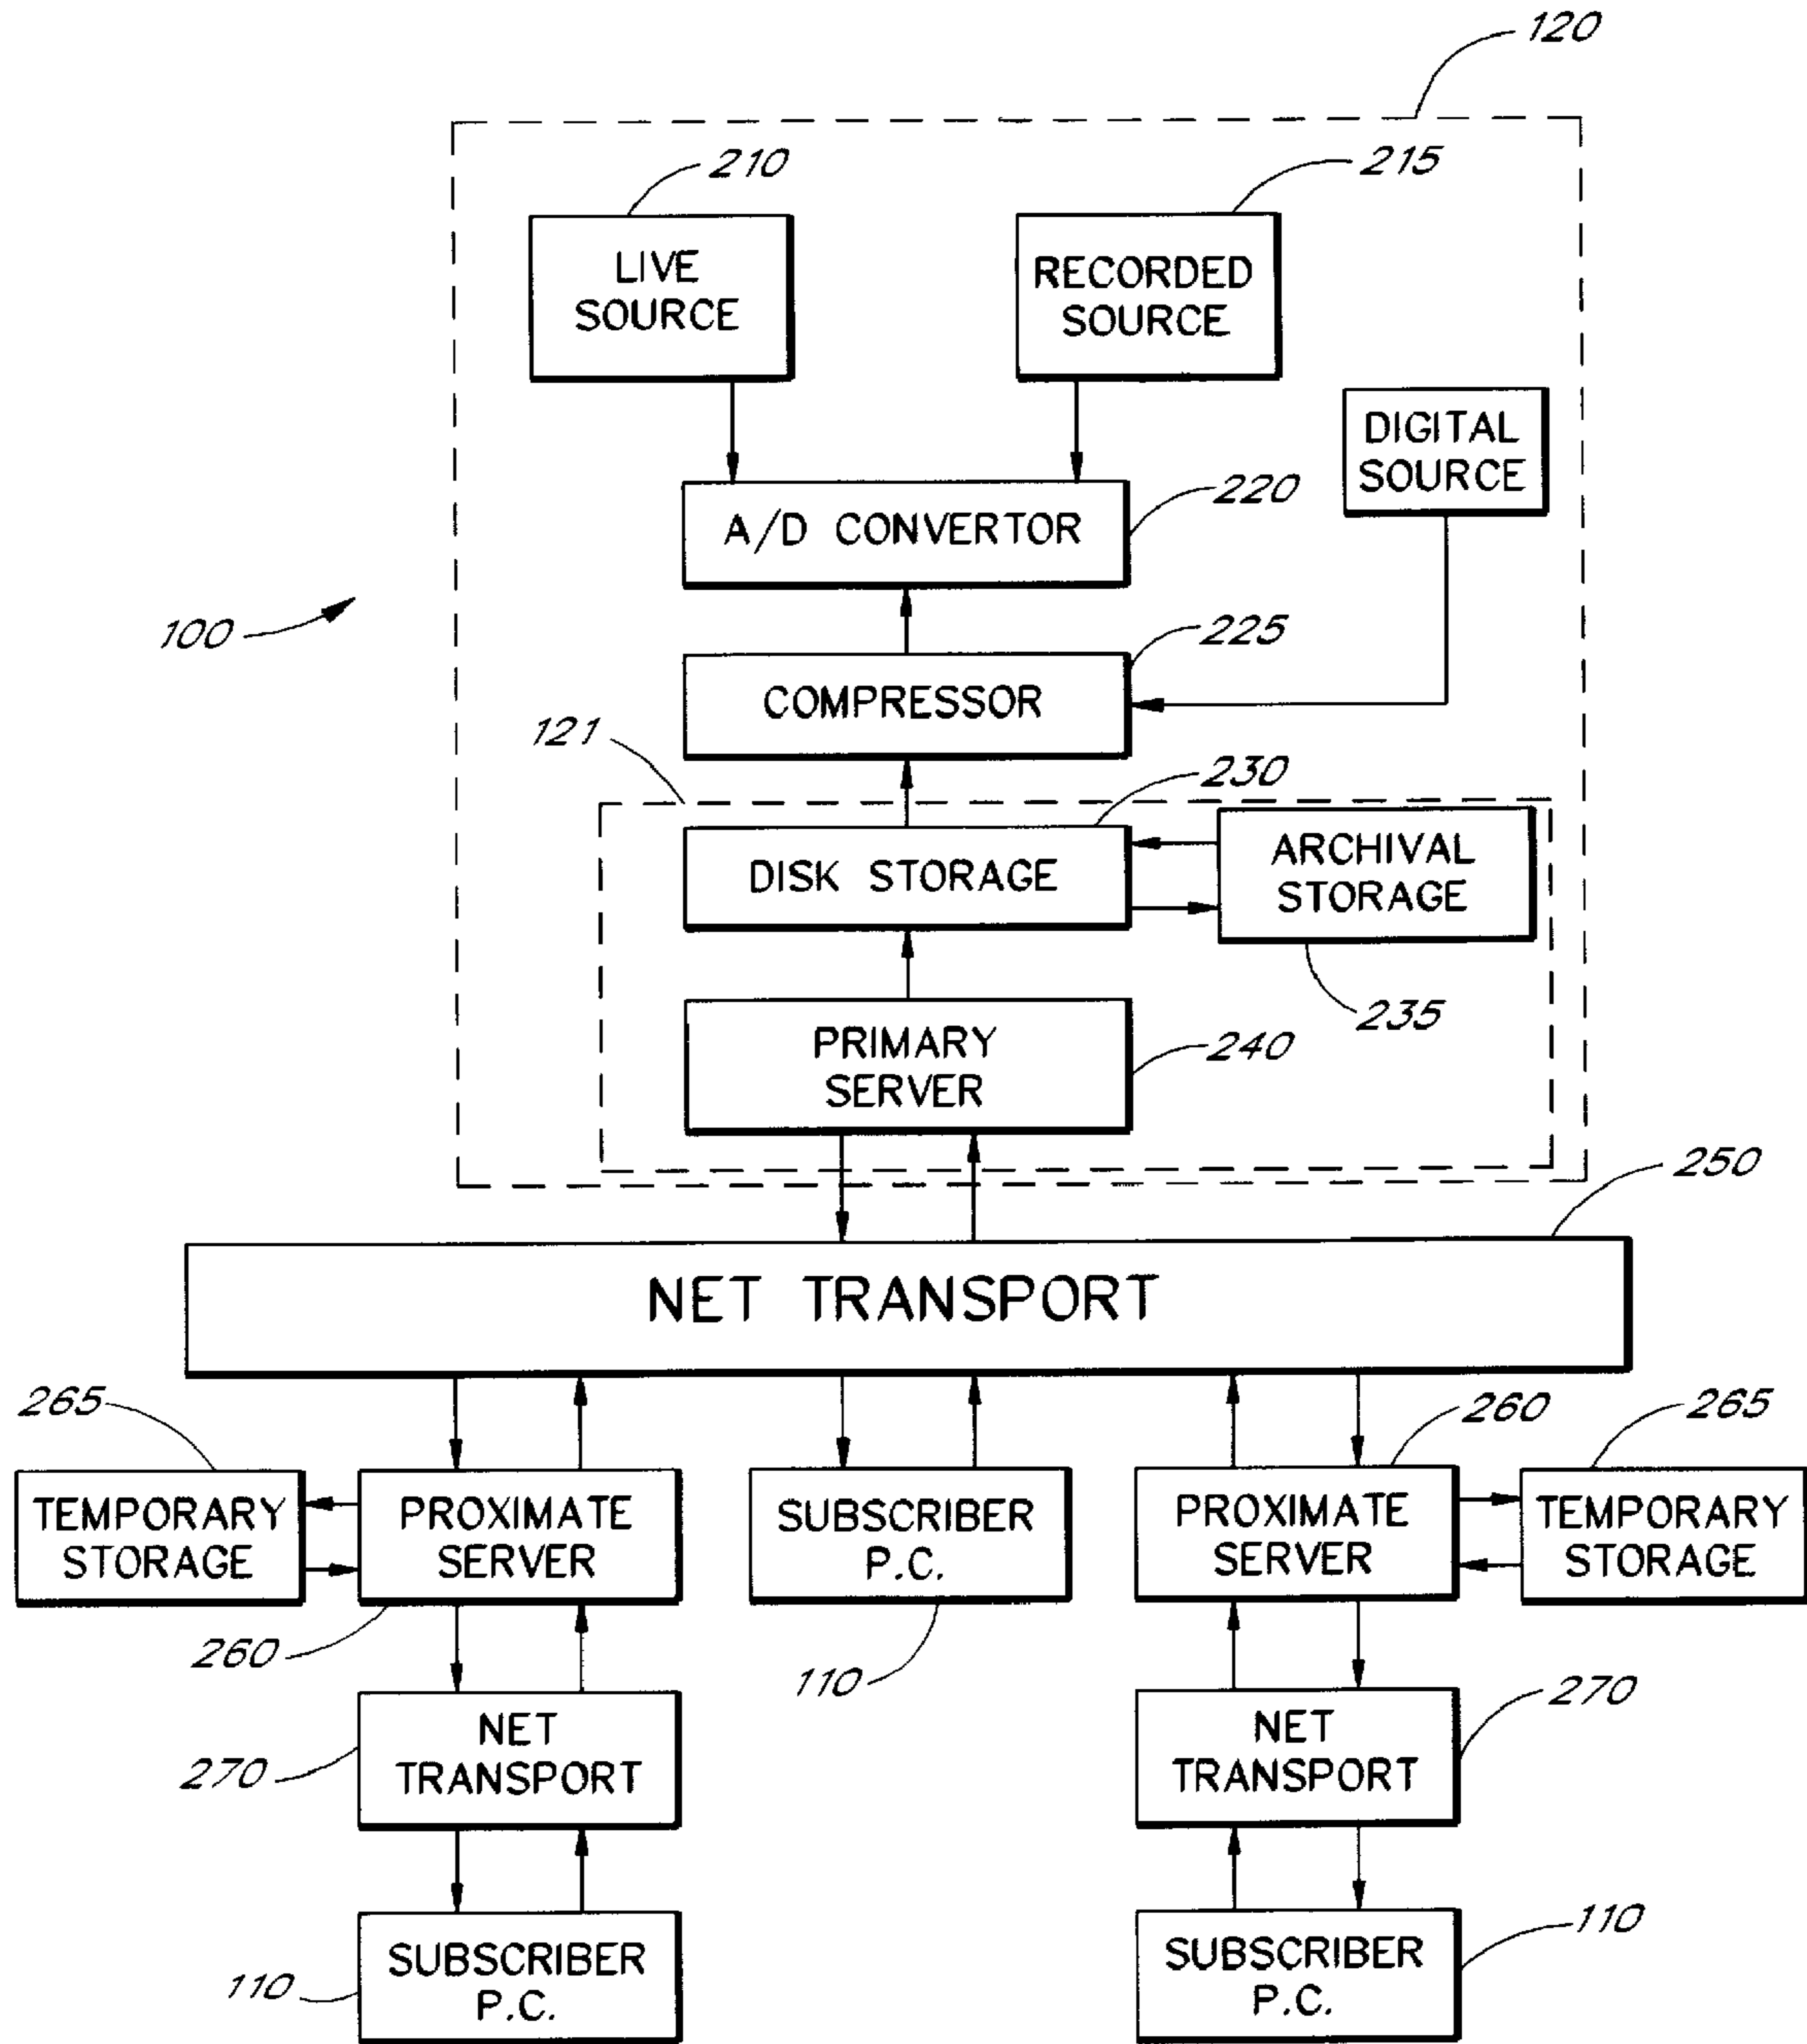 120
210
215
LIVE
SOURCE
RECORDED
SOURCE
DIGITAL
SOURCE
220
A/D CONVERTOR
100
225
COMPRESSOR
121
230
DISK STORAGE
ARCHIVAL
STORAGE
235
PRIMARY
SERVER
240
250
NET TRANSPORT
265
260
265
TEMPORARY
STORAGE
PROXIMATE
SERVER
SUBSCRIBER
P.C.
PROXIMATE
SERVER
TEMPORARY
STORAGE
260
110
270
NET
TRANSPORT
270
NET
TRANSPORT
110
SUBSCRIBER
P.C.
SUBSCRIBER
P.C.
110